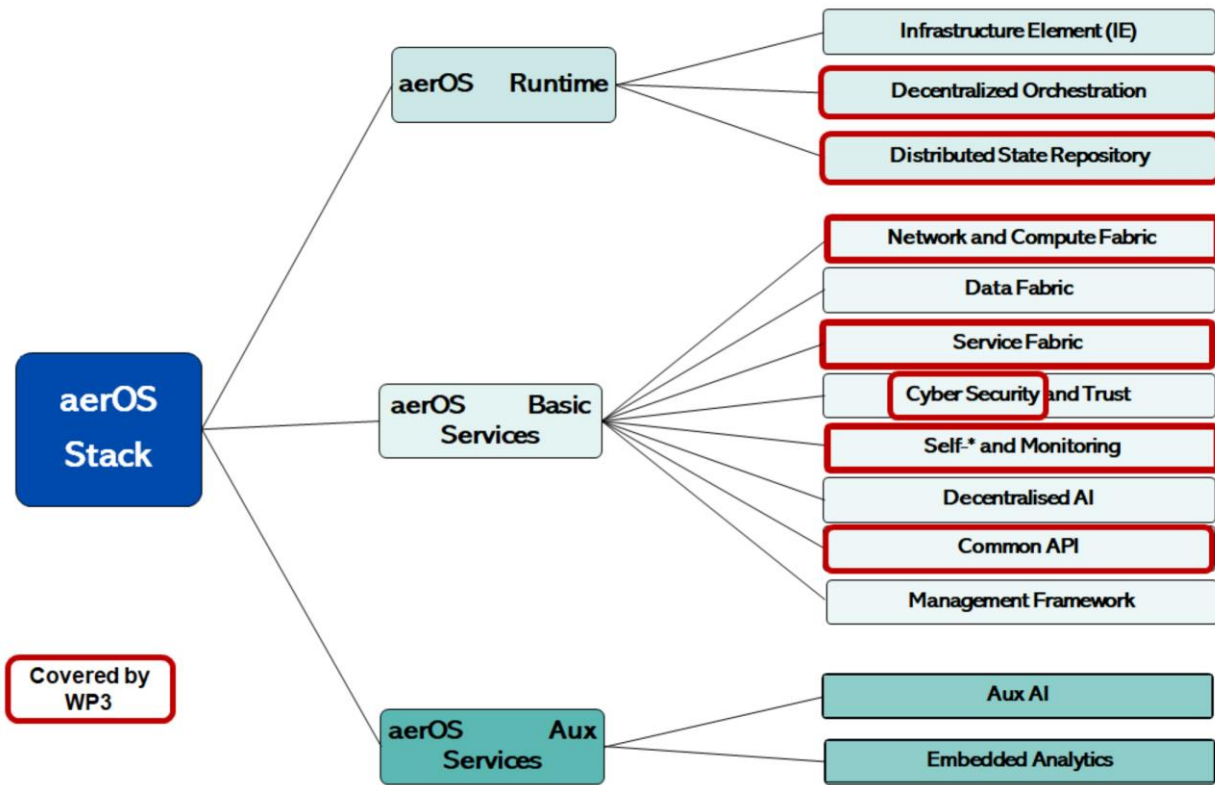 aerOS
Stack
Covered by
WP3
aerOS Runtime
Infrastructure Element (IE)
Decentralized Orchestration
Distributed State Repository
aerOS Basic
Services
Network and Compute Fabric
Data Fabric
Service Fabric
Cyber Security and Trust
Self-* and Monitoring
Decentralised AI
Common API
Management Framework
aerOS Aux
Services
Aux AI
Embedded Analytics